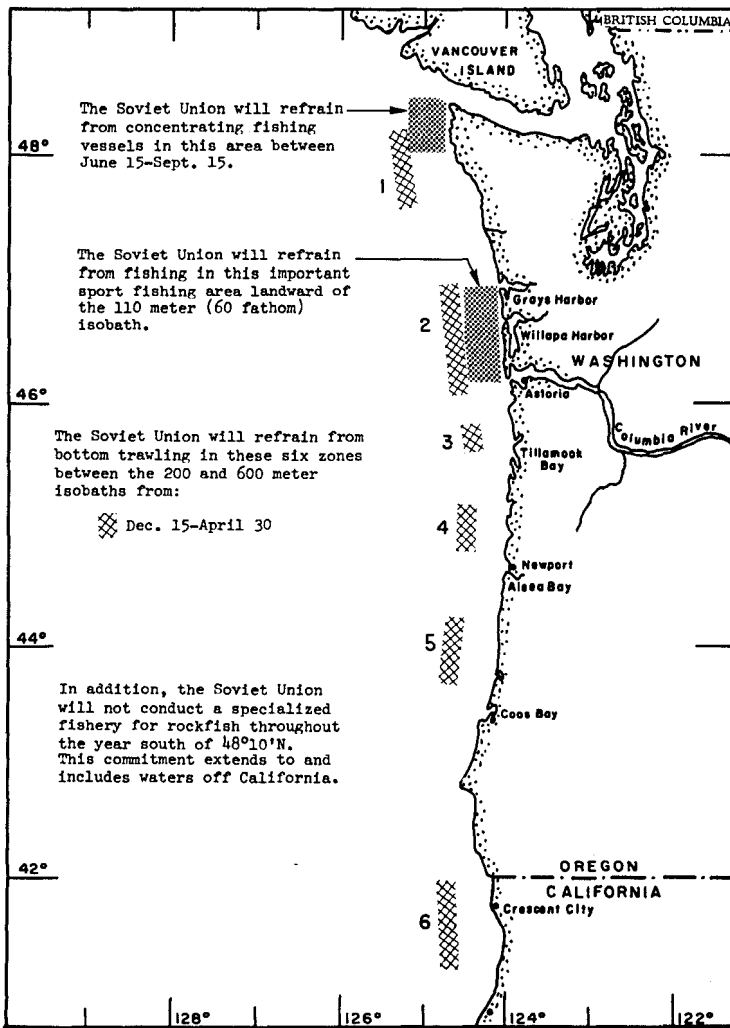 BRITISH COLUMBIA
VANCOUVER
ISLAND
The Soviet Union will refrain
from concentrating fishing
vessels in this area between
June 15-Sept. 15.
48°
1
The Soviet Union will refrain
from fishing in this important
sport fishing area landward of
the 110 meter (60 fathom)
isobath.
Grays Harbor
2
Willapa Harbor
WASHINGTON
46°
Astoria
Columbia River
The Soviet Union will refrain from
bottom trawling in these six zones
between the 200 and 600 meter
isobaths from:
3
Tillamook
Bay
Dec. 15-April 30
4
Newport
Alsea Bay
44°
5
In addition, the Soviet Union
will not conduct a specialized
fishery for rockfish throughout
the year south of 48°10'N.
This commitment extends to and
includes waters off California.
Coos Bay
42°
OREGON
CALIFORNIA
6
Crescent City
128°
126°
124°
122°